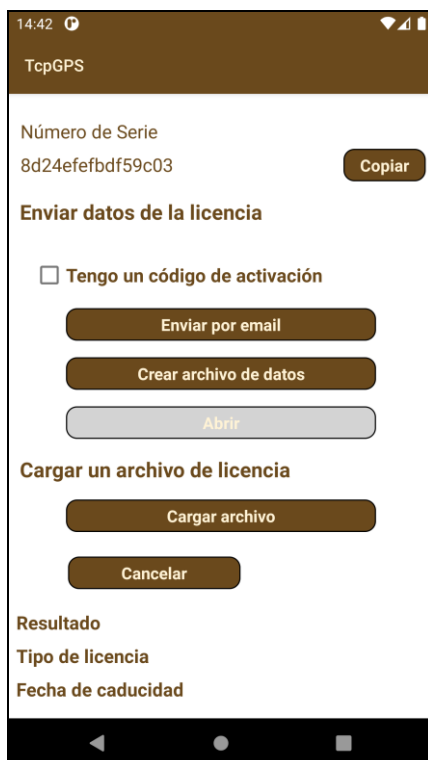 14:42
TcpGPS
Número de Serie
8d24efefbdf59c03
Copiar
Enviar datos de la licencia
Tengo un código de activación
Enviar por email
Crear archivo de datos
Abrir
Cargar un archivo de licencia
Cargar archivo
Cancelar
Resultado
Tipo de licencia
Fecha de caducidad